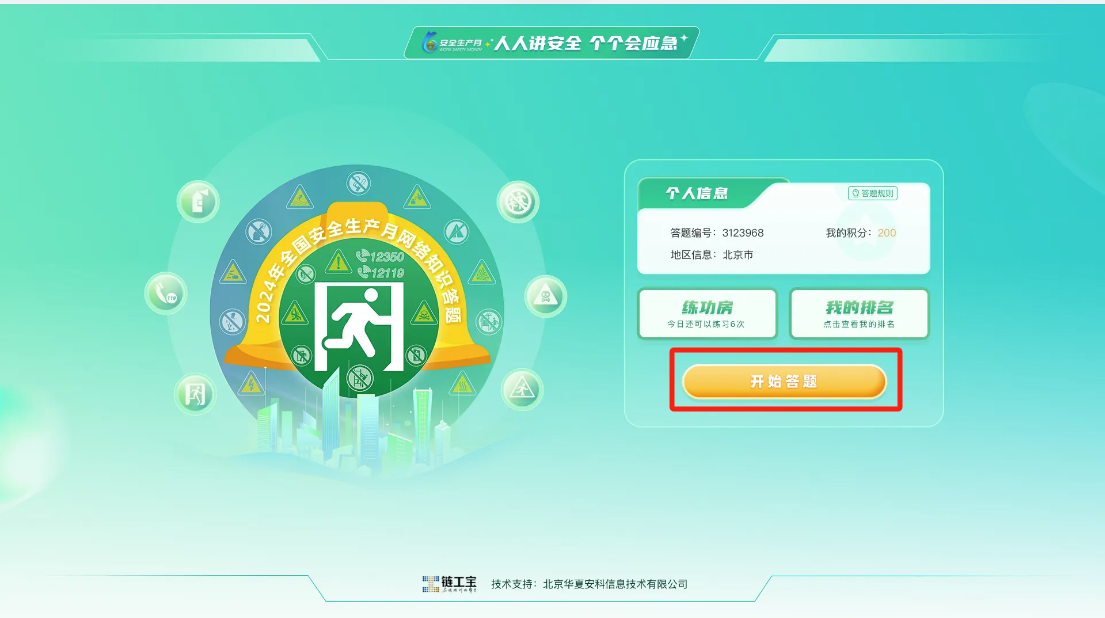 安全生产月
人人讲安全 个个会应急
2024年全国安全生产月网络知识答题
12350
12119
个人信息
答题规则
答题编号：3123968
我的积分：200
地区信息：北京市
练功房
今日还可以练习6次
我的排名
点击查看我的排名
开始答题
链工宝
技术支持：北京华夏安科信息技术有限公司